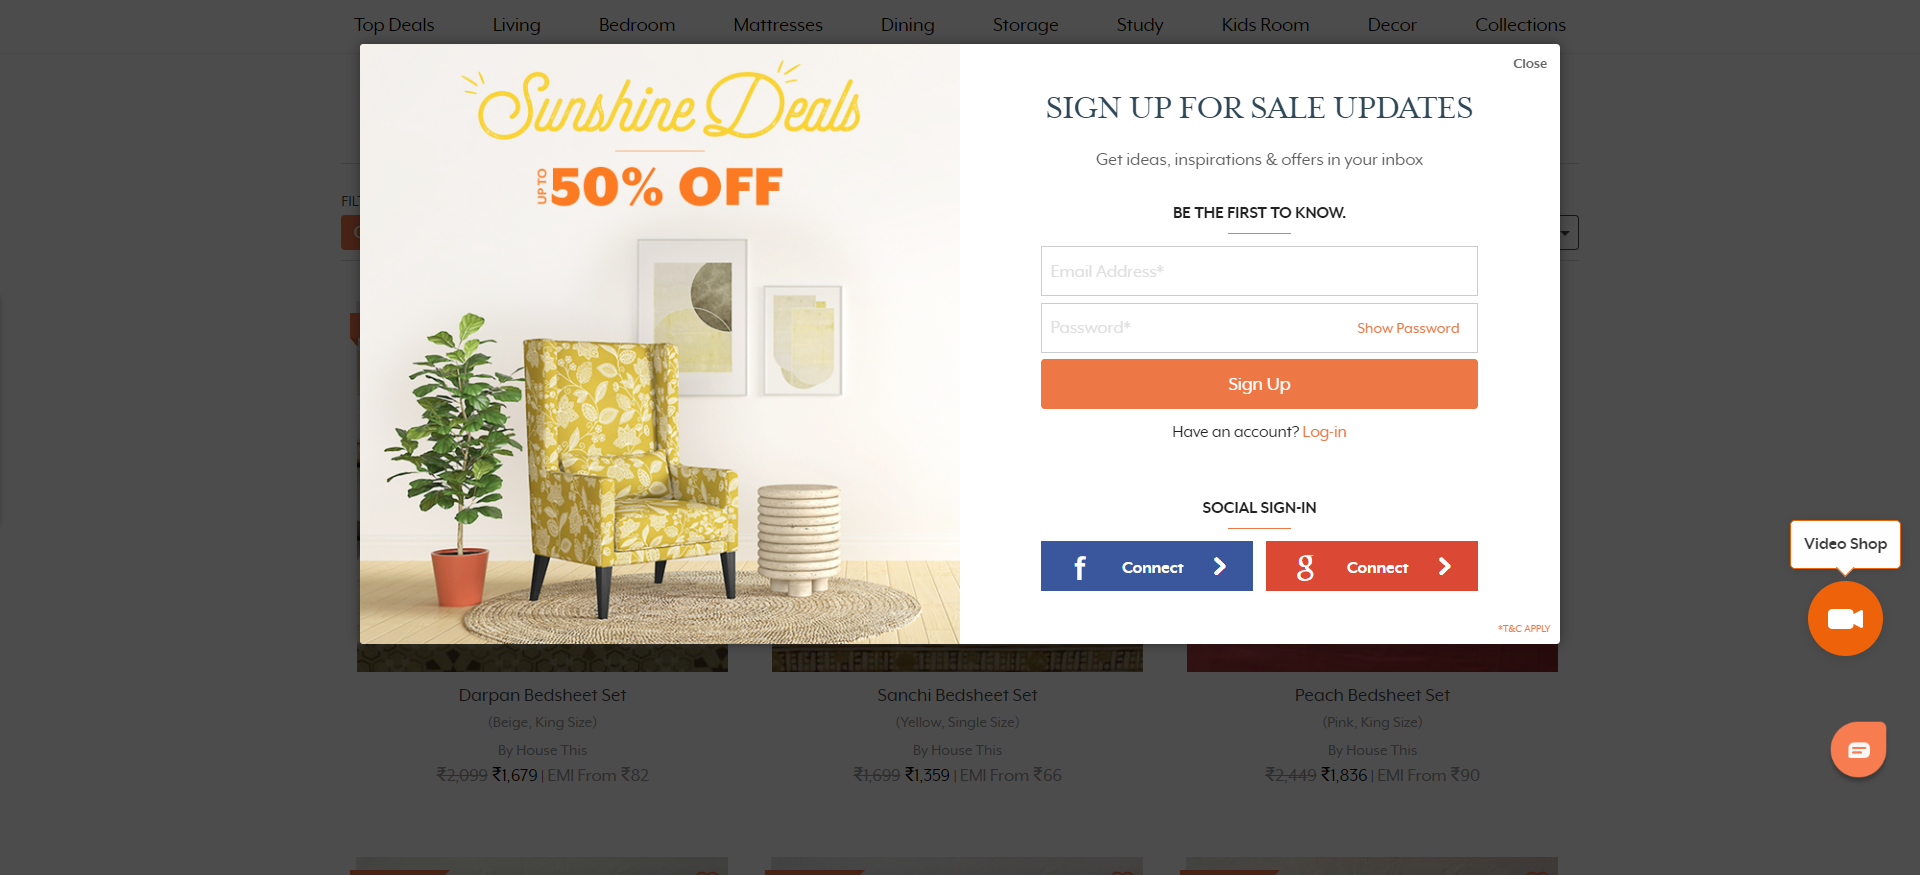 Top Deals Living Bedroom Mattresses Dining Storage Study Kids Room Decor Collections
Sunshine Deals
UP TO 50% OFF
Close
SIGN UP FOR SALE UPDATES
Get ideas, inspirations & offers in your inbox
BE THE FIRST TO KNOW.
Email Address*
Password* Show Password
Sign Up
Have an account? Log-in
SOCIAL SIGN-IN
f Connect
g Connect
*T&C APPLY
Video Shop
Darpan Bedsheet Set
(Beige, King Size)
By House This
₹2,099 ₹1,679 | EMI From ₹82
Sanchi Bedsheet Set
(Yellow, Single Size)
By House This
₹1,699 ₹1,359 | EMI From ₹66
Peach Bedsheet Set
(Pink, King Size)
By House This
₹2,449 ₹1,836 | EMI From ₹90